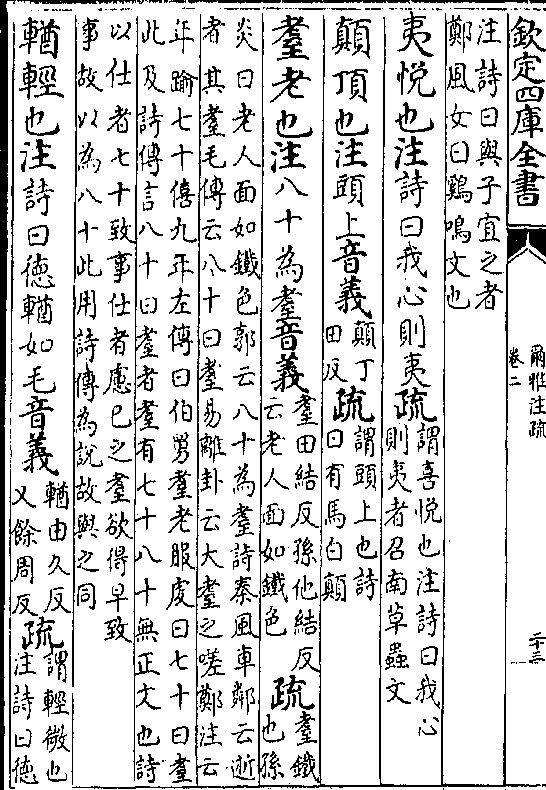 欽定四庫全書
爾雅注疏
卷二
二十三
注詩曰與子宜之者
鄭風女曰鷄鳴文也
夷悅也注詩曰我心則夷疏謂喜悅也注詩曰我心
則夷者召南草蟲文
顛頂也注頭上音義顛丁
田反疏謂頭上也詩
曰有馬白顛
耋老也注八十為耋音義耋田結反孫他結反
云老人面如鐵色疏耋鐵
也孫
炎曰老人面如鐵色郭云八十為耋詩秦風車鄰云逝
者其耋毛傳云八十曰耋易離卦云大耋之嗟鄭注云
年踰七十僖九年左傳曰伯舅耋老服虔曰七十曰耋
此及詩傳言八十曰耋者耋有七十八十無正文也詩
以仕者七十致事仕者慮已之耋欲得早致
事故以為八十此用詩傳為說故與之同
輶輕也注詩曰德輶如毛音義輶由久反
又餘周反疏謂輕微也
注詩曰德